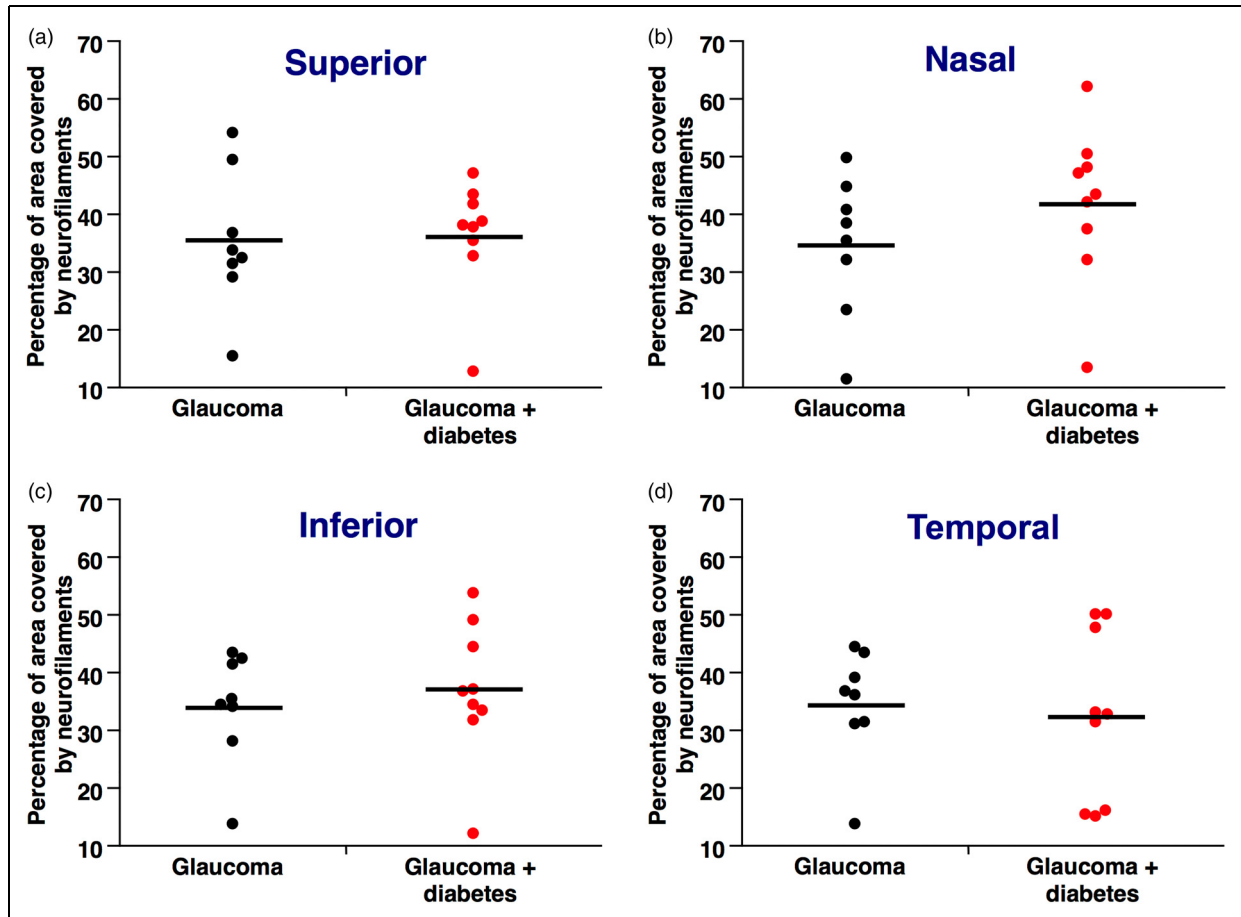 (a)
Superior
Percentage of area covered
by neurofilaments
70
60
50
40
30
20
10
Glaucoma
Glaucoma +
diabetes
(b)
Nasal
Percentage of area covered
by neurofilaments
70
60
50
40
30
20
10
Glaucoma
Glaucoma +
diabetes
(c)
Inferior
Percentage of area covered
by neurofilaments
70
60
50
40
30
20
10
Glaucoma
Glaucoma +
diabetes
(d)
Temporal
Percentage of area covered
by neurofilaments
70
60
50
40
30
20
10
Glaucoma
Glaucoma +
diabetes